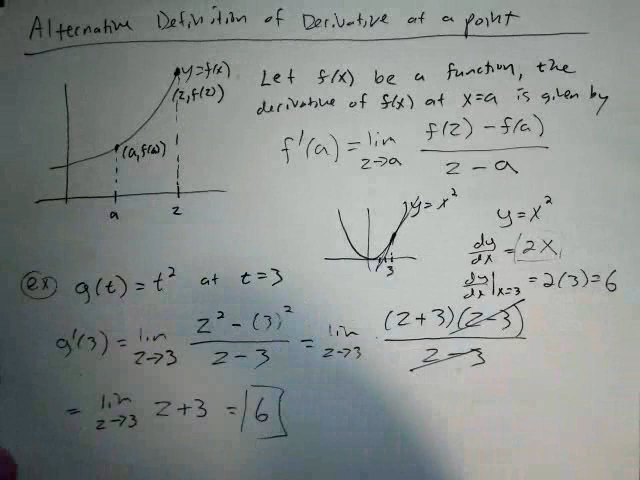 Alternative Definition of Derivative at a point
y=f(x)
(z,f(z))
(a,f(a))
a z
Let f(x) be a function, the
derivative of f(x) at x=a is given by
f'(a) = lim z→a (f(z) - f(a)) / (z - a)
y=x²
3
y=x²
dy/dx = 2x
dy/dx|x=3 = 2(3)=6
ex g(t) = t² at t=3
g'(3) = lim z→3 (z² - (3)²) / (z - 3) = lim z→3 (z+3)(z-3) / (z-3)
= lim z→3 z+3 = 6